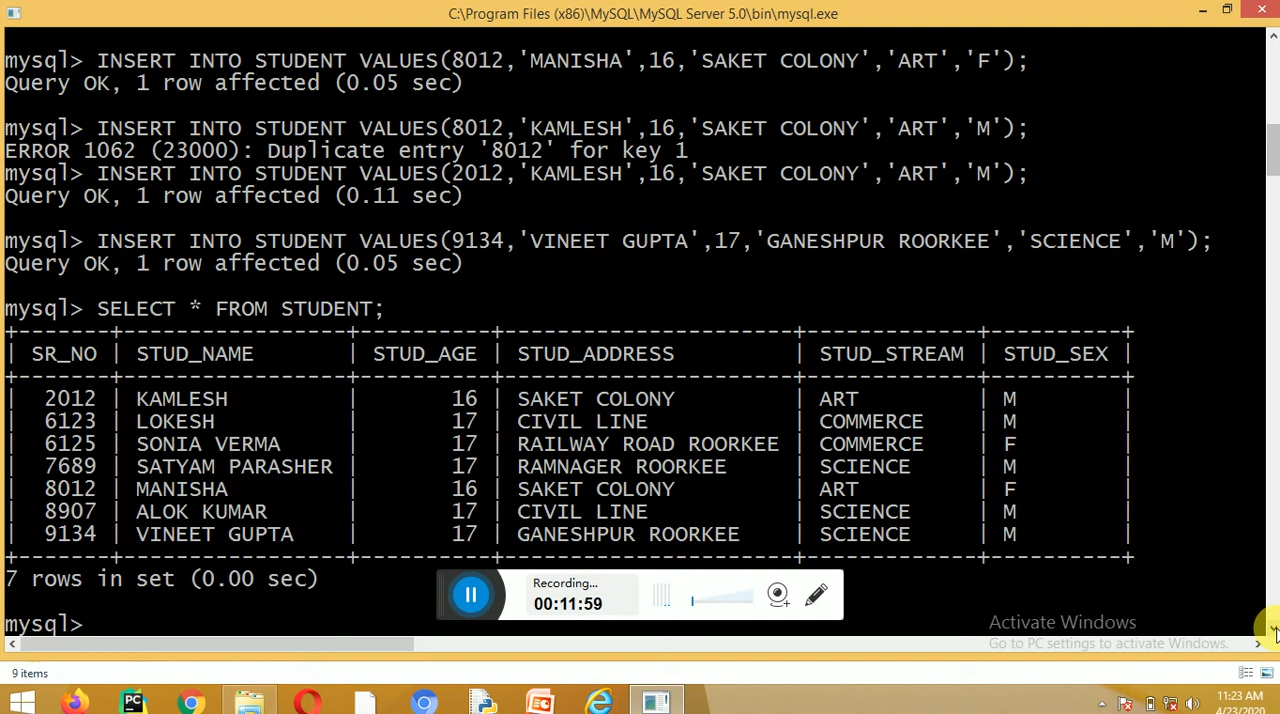 C:\Program Files (x86)\MySQL\MySQL Server 5.0\bin\mysql.exe
mysql> INSERT INTO STUDENT VALUES(8012,'MANISHA',16,'SAKET COLONY','ART','F');
Query OK, 1 row affected (0.05 sec)
mysql> INSERT INTO STUDENT VALUES(8012,'KAMLESH',16,'SAKET COLONY','ART','M');
ERROR 1062 (23000): Duplicate entry '8012' for key 1
mysql> INSERT INTO STUDENT VALUES(2012,'KAMLESH',16,'SAKET COLONY','ART','M');
Query OK, 1 row affected (0.11 sec)
mysql> INSERT INTO STUDENT VALUES(9134,'VINEET GUPTA',17,'GANESHPUR ROORKEE','SCIENCE','M');
Query OK, 1 row affected (0.05 sec)
mysql> SELECT * FROM STUDENT;
+-------+-----------------+----------+----------------------+-------------+----------+
| SR_NO | STUD_NAME | STUD_AGE | STUD_ADDRESS | STUD_STREAM | STUD_SEX |
+-------+-----------------+----------+----------------------+-------------+----------+
| 2012 | KAMLESH | 16 | SAKET COLONY | ART | M |
| 6123 | LOKESH | 17 | CIVIL LINE | COMMERCE | M |
| 6125 | SONIA VERMA | 17 | RAILWAY ROAD ROORKEE | COMMERCE | F |
| 7689 | SATYAM PARASHER | 17 | RAMNAGER ROORKEE | SCIENCE | M |
| 8012 | MANISHA | 16 | SAKET COLONY | ART | F |
| 8907 | ALOK KUMAR | 17 | CIVIL LINE | SCIENCE | M |
| 9134 | VINEET GUPTA | 17 | GANESHPUR ROORKEE | SCIENCE | M |
+-------+-----------------+----------+----------------------+-------------+----------+
7 rows in set (0.00 sec)
Recording...
00:11:59
mysql>
Activate Windows
Go to PC settings to activate Windows.
9 items
PC
11:23 AM
4/23/2020